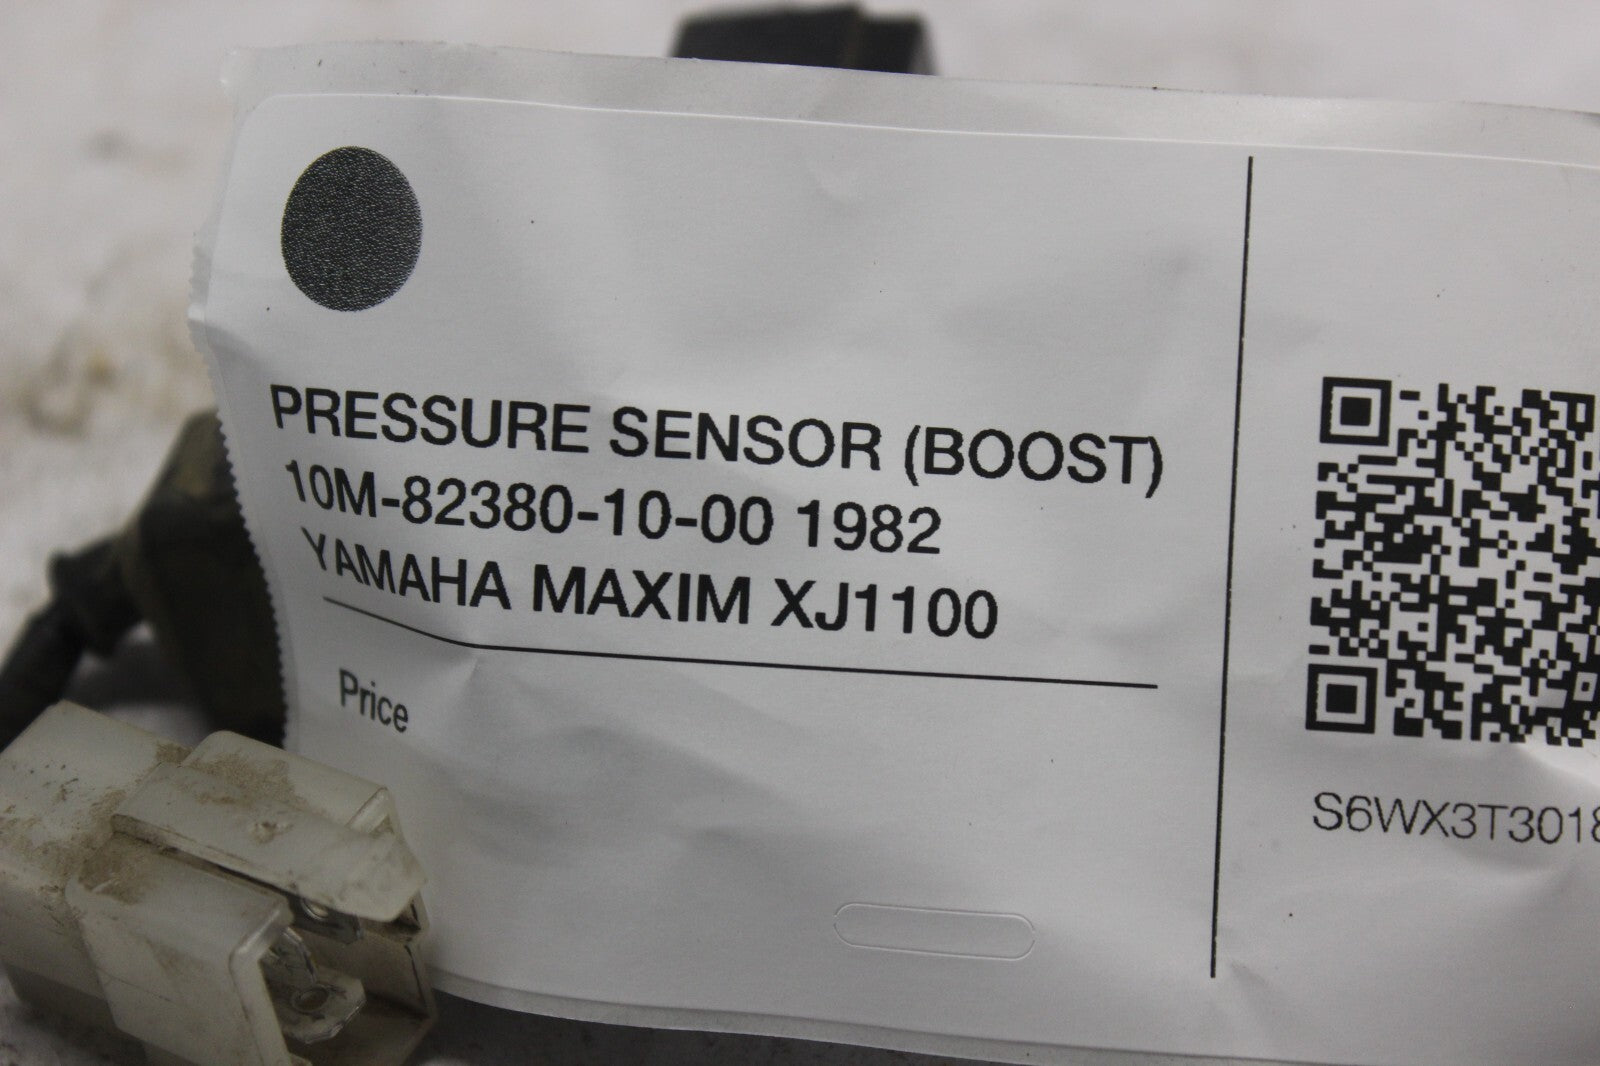 PRESSURE SENSOR (BOOST)
10M-82380-10-00 1982
YAMAHA MAXIM XJ1100
Price
S6WX3T3018